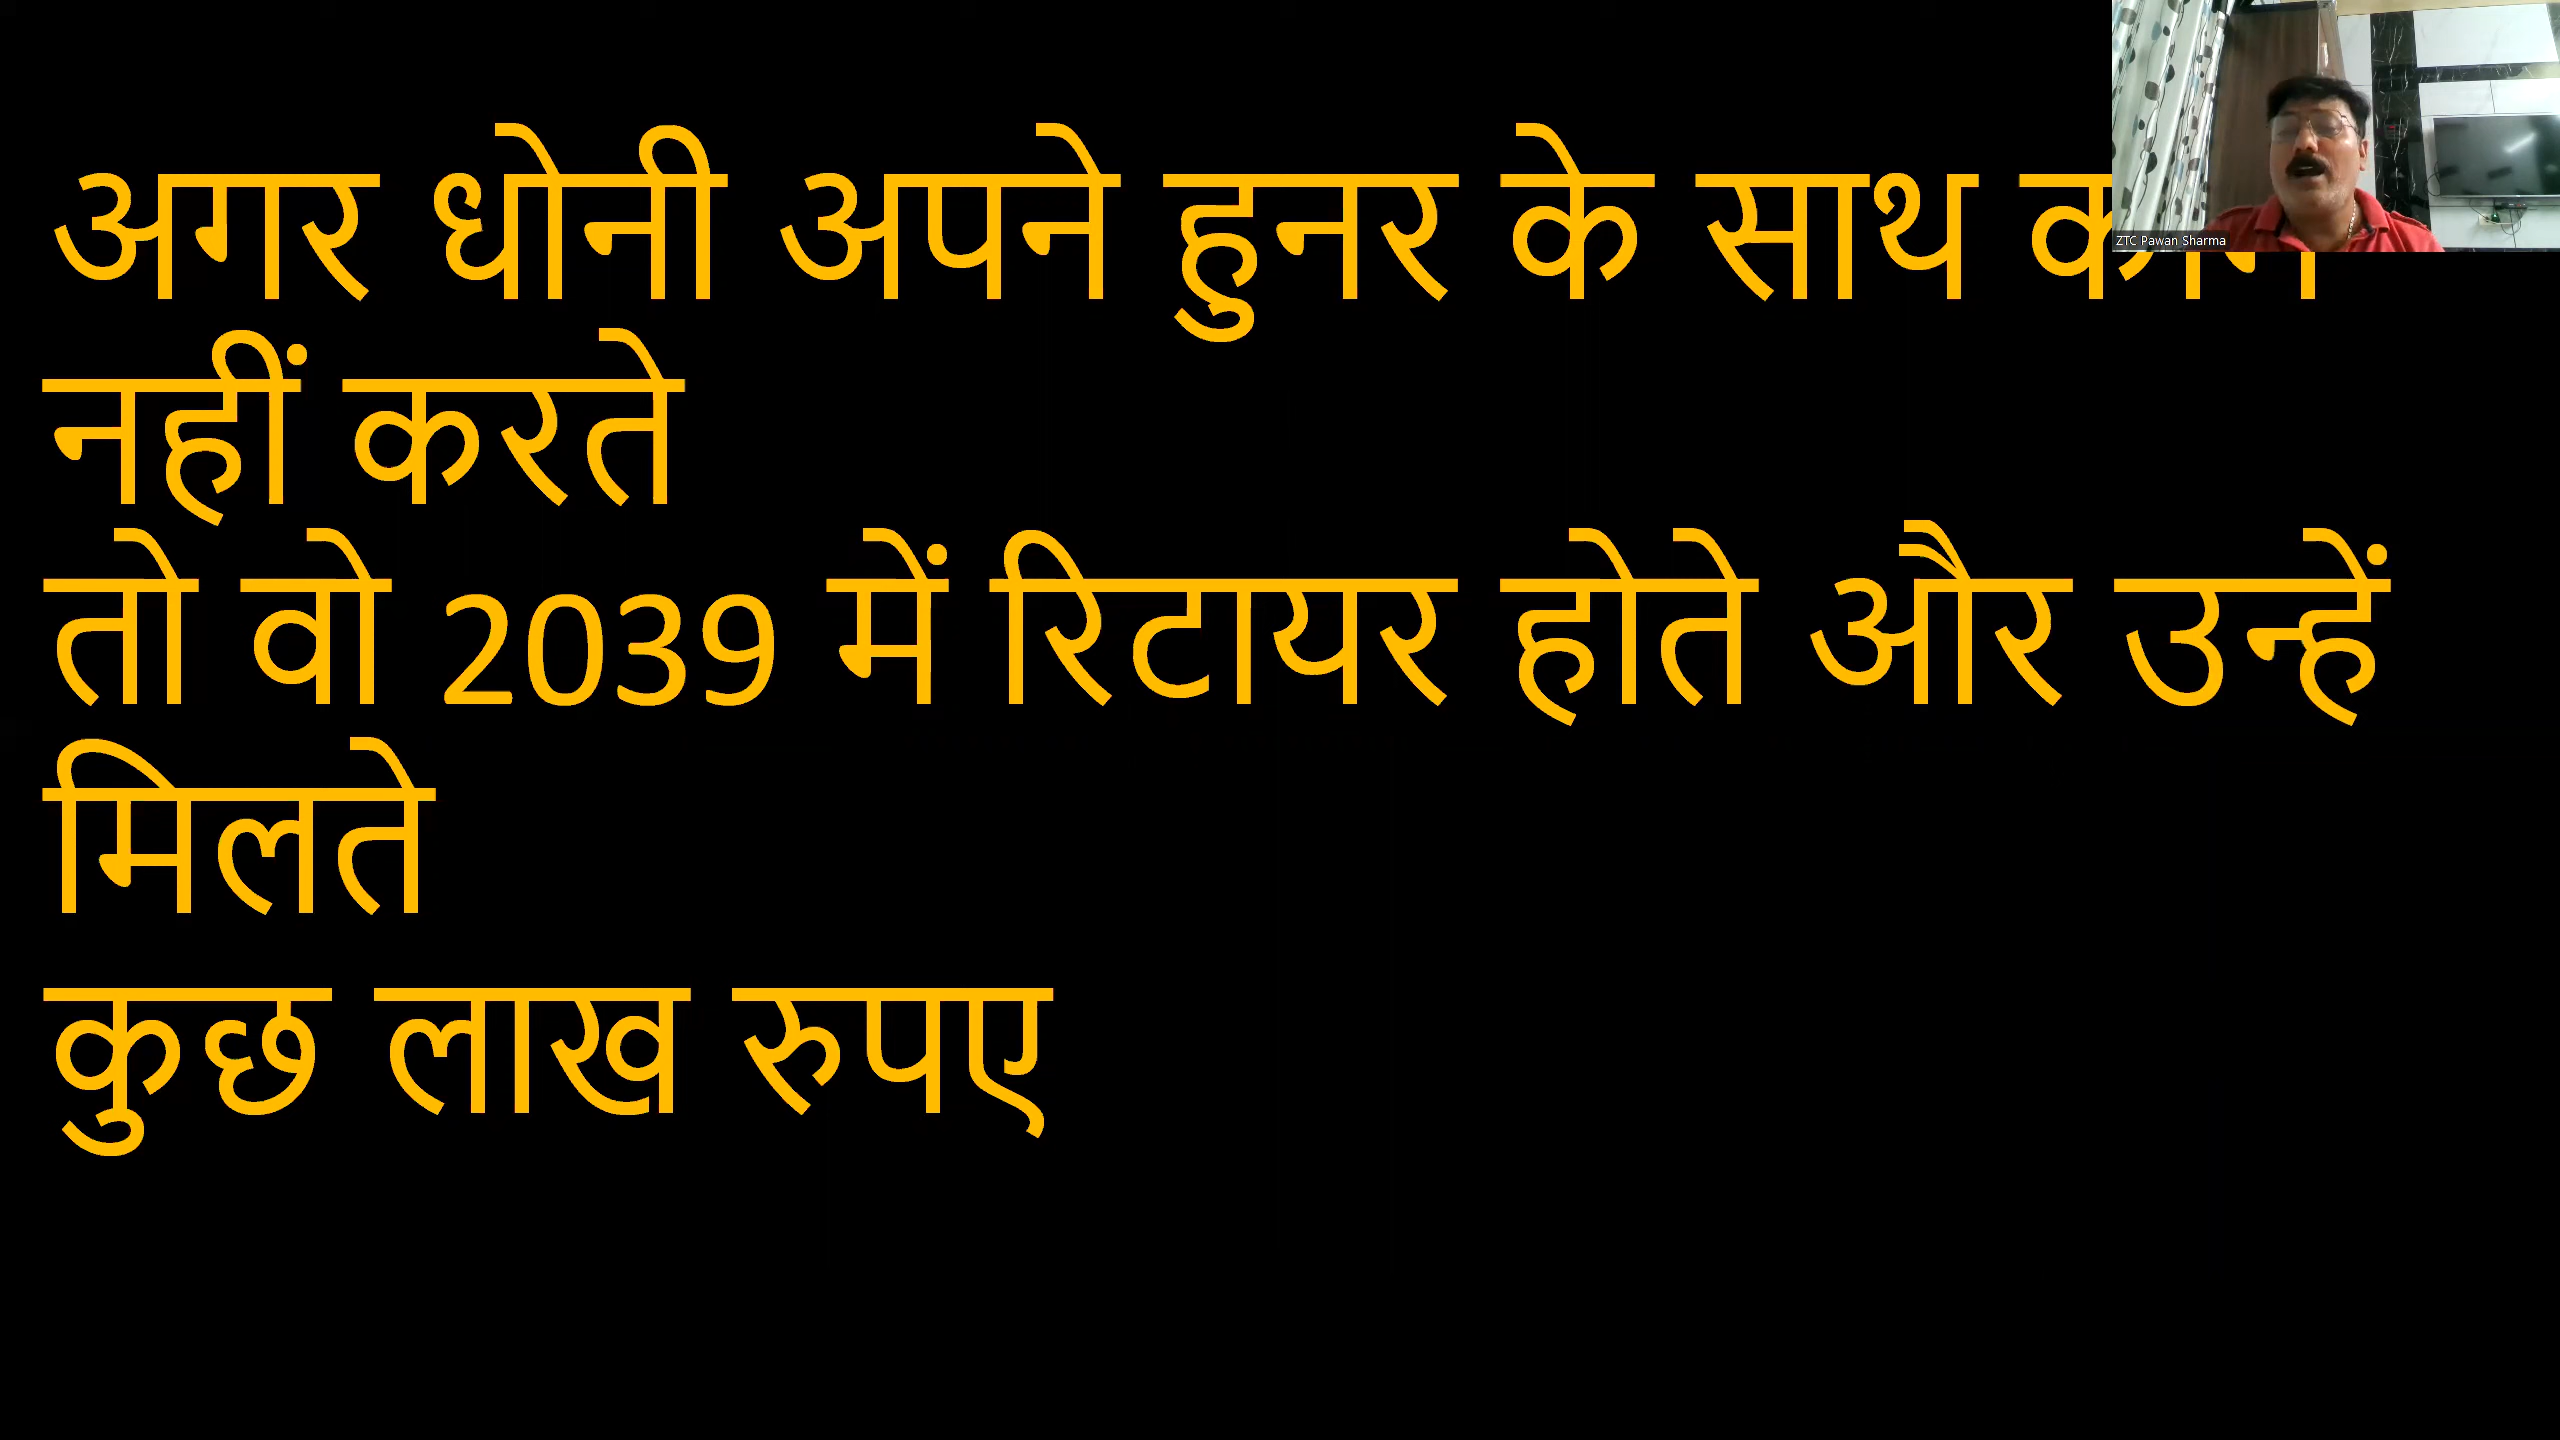 अगर धोनी अपने हुनर के साथ
नहीं करते
तो वो 2039 में रिटायर होते और उन्हें
मिलते
कुछ लाख रुपए
ZTC Pawan Sharma